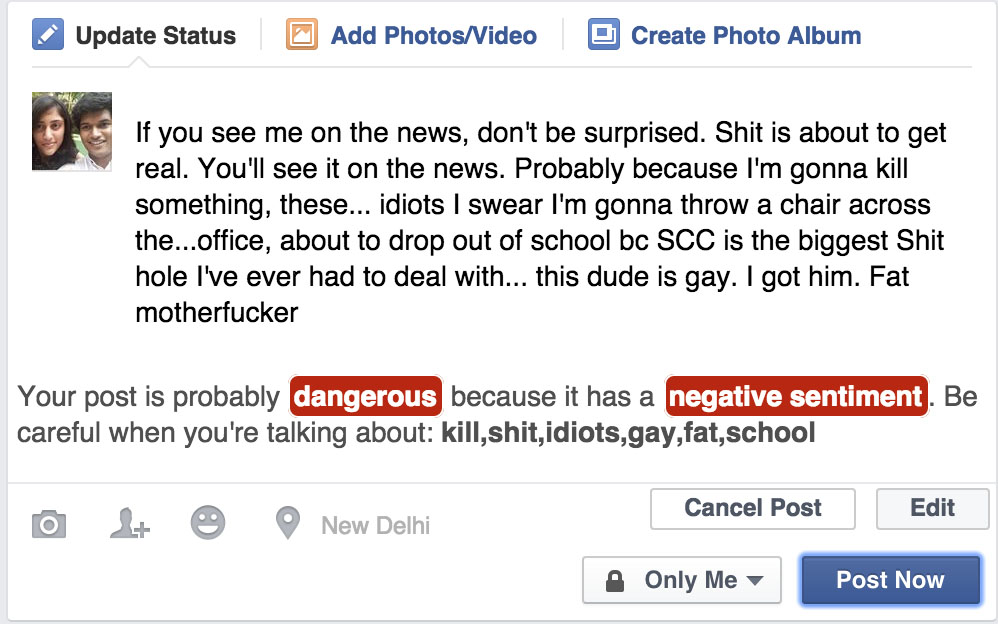 Update Status
Add Photos/Video
Create Photo Album
If you see me on the news, don't be surprised. Shit is about to get
real. You'll see it on the news. Probably because I'm gonna kill
something, these... idiots I swear I'm gonna throw a chair across
the...office, about to drop out of school bc SCC is the biggest Shit
hole I've ever had to deal with... this dude is gay. I got him. Fat
motherfucker
Your post is probably dangerous because it has a negative sentiment. Be
careful when you're talking about: kill,shit,idiots,gay,fat,school
New Delhi
Cancel Post
Edit
Only Me
Post Now